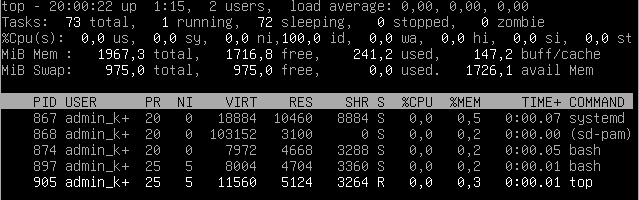 top - 20:00:22 up  1:15,  2 users,  load average: 0,00, 0,00, 0,00
Tasks:  73 total,   1 running,  72 sleeping,   0 stopped,   0 zombie
%Cpu(s):  0,0 us,  0,0 sy,  0,0 ni,100,0 id,  0,0 wa,  0,0 hi,  0,0 si,  0,0 st
MiB Mem :   1967,3 total,   1716,8 free,    241,2 used,    147,2 buff/cache
MiB Swap:    975,0 total,    975,0 free,      0,0 used.   1726,1 avail Mem
PID USER      PR  NI    VIRT    RES    SHR S  %CPU  %MEM     TIME+ COMMAND
867 admin_k+  20   0   18884  10460   8884 S   0,0   0,5   0:00.07 systemd
868 admin_k+  20   0  103152   3100      0 S   0,0   0,2   0:00.00 (sd-pam)
874 admin_k+  20   0    7972   4668   3288 S   0,0   0,2   0:00.05 bash
897 admin_k+  25   5    8004   4704   3360 S   0,0   0,2   0:00.01 bash
905 admin_k+  25   5   11560   5124   3264 R   0,0   0,3   0:00.01 top